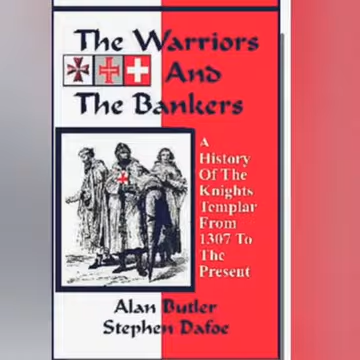 The Warriors
And
The Bankers
A
History
Of The
Knights
Templar
From
1307 To
The
Present
Alan Butler
Stephen Dafoe